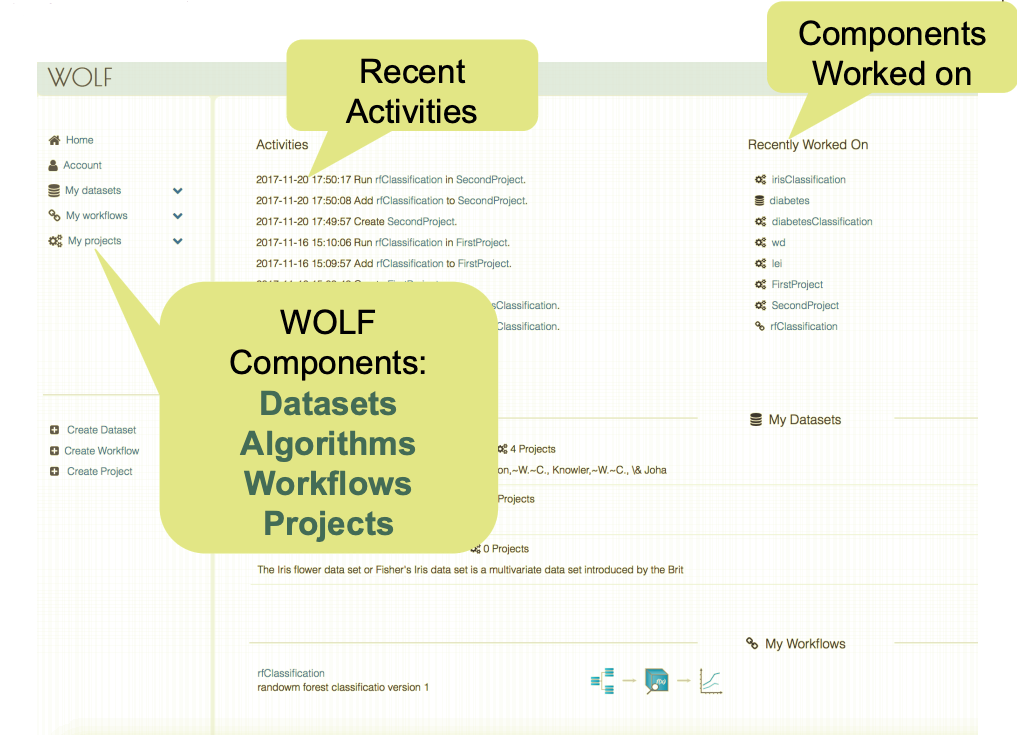 Components
Worked on
Recent
Activities
WOLF
Home
Account
My datasets
My workflows
My projects
Create Dataset
Create Workflow
Create Project
Activities
2017-11-20 17:50:17 Run rfClassification in SecondProject.
2017-11-20 17:50:08 Add rfClassification to SecondProject.
2017-11-20 17:49:57 Create SecondProject.
2017-11-16 15:10:06 Run rfClassification in FirstProject.
2017-11-16 15:09:57 Add rfClassification to FirstProject.
sClassification.
Classification.
WOLF
Components:
Datasets
Algorithms
Workflows
Projects
Recently Worked On
irisClassification
diabetes
diabetesClassification
wd
lei
FirstProject
SecondProject
rfClassification
My Datasets
4 Projects
on,~W.~C., Knowler,~W.~C., \& Joha
Projects
0 Projects
The Iris flower data set or Fisher's Iris data set is a multivariate data set introduced by the Brit
My Workflows
rfClassification
randowm forest classificatio version 1
f(x)